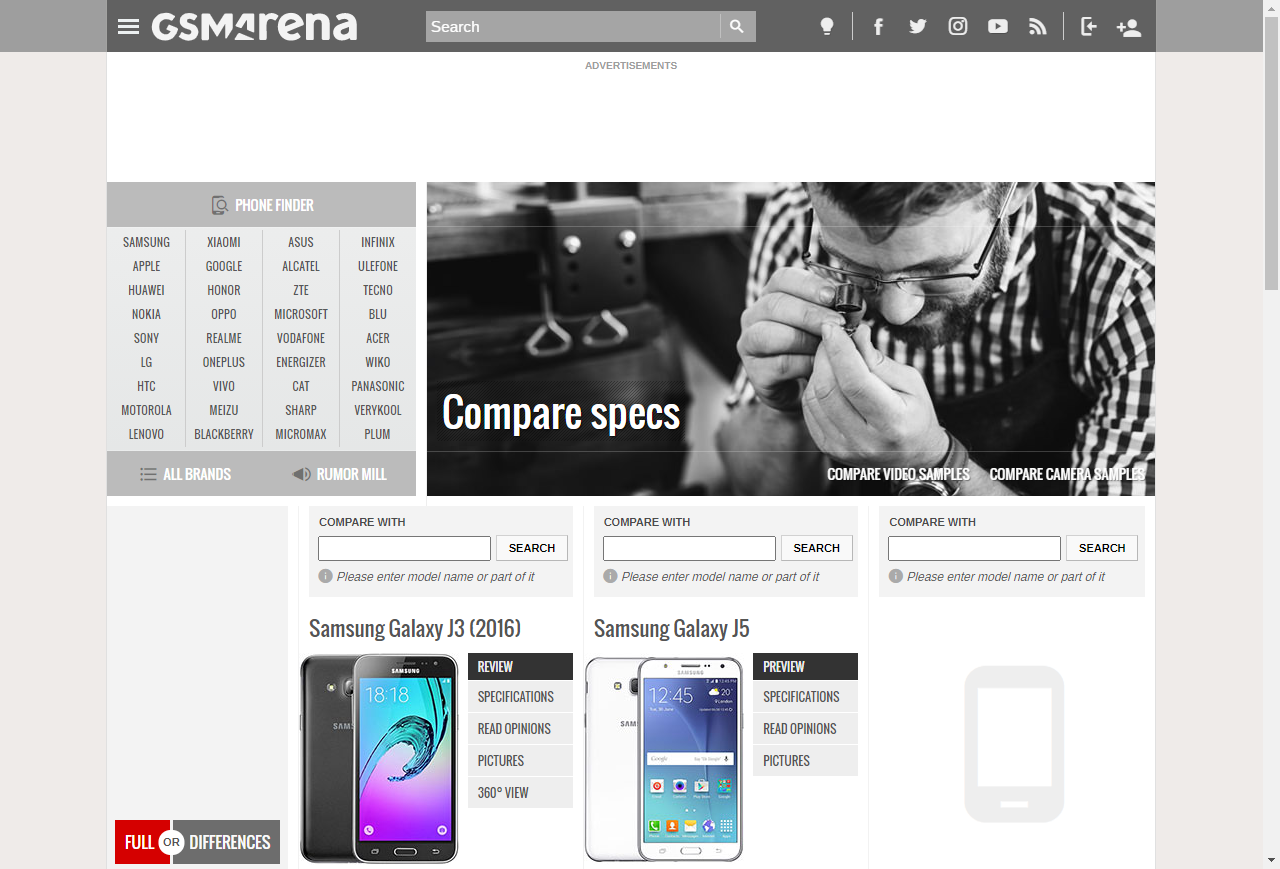 GSMArena
Search
ADVERTISEMENTS
PHONE FINDER
SAMSUNG XIAOMI ASUS INFINIX
APPLE GOOGLE ALCATEL ULEFONE
HUAWEI HONOR ZTE TECNO
NOKIA OPPO MICROSOFT BLU
SONY REALME VODAFONE ACER
LG ONEPLUS ENERGIZER WIKO
HTC VIVO CAT PANASONIC
MOTOROLA MEIZU SHARP VERYKOOL
LENOVO BLACKBERRY MICROMAX PLUM
ALL BRANDS RUMOR MILL
Compare specs
COMPARE VIDEO SAMPLES COMPARE CAMERA SAMPLES
COMPARE WITH COMPARE WITH COMPARE WITH
SEARCH SEARCH SEARCH
Please enter model name or part of it Please enter model name or part of it Please enter model name or part of it
Samsung Galaxy J3 (2016) Samsung Galaxy J5
SAMSUNG
18:18
SAM
REVIEW
SPECIFICATIONS
READ OPINIONS
PICTURES
360° VIEW
SAMSUNG
12:45
20°
SAM
Google
PREVIEW
SPECIFICATIONS
READ OPINIONS
PICTURES
FULL OR DIFFERENCES